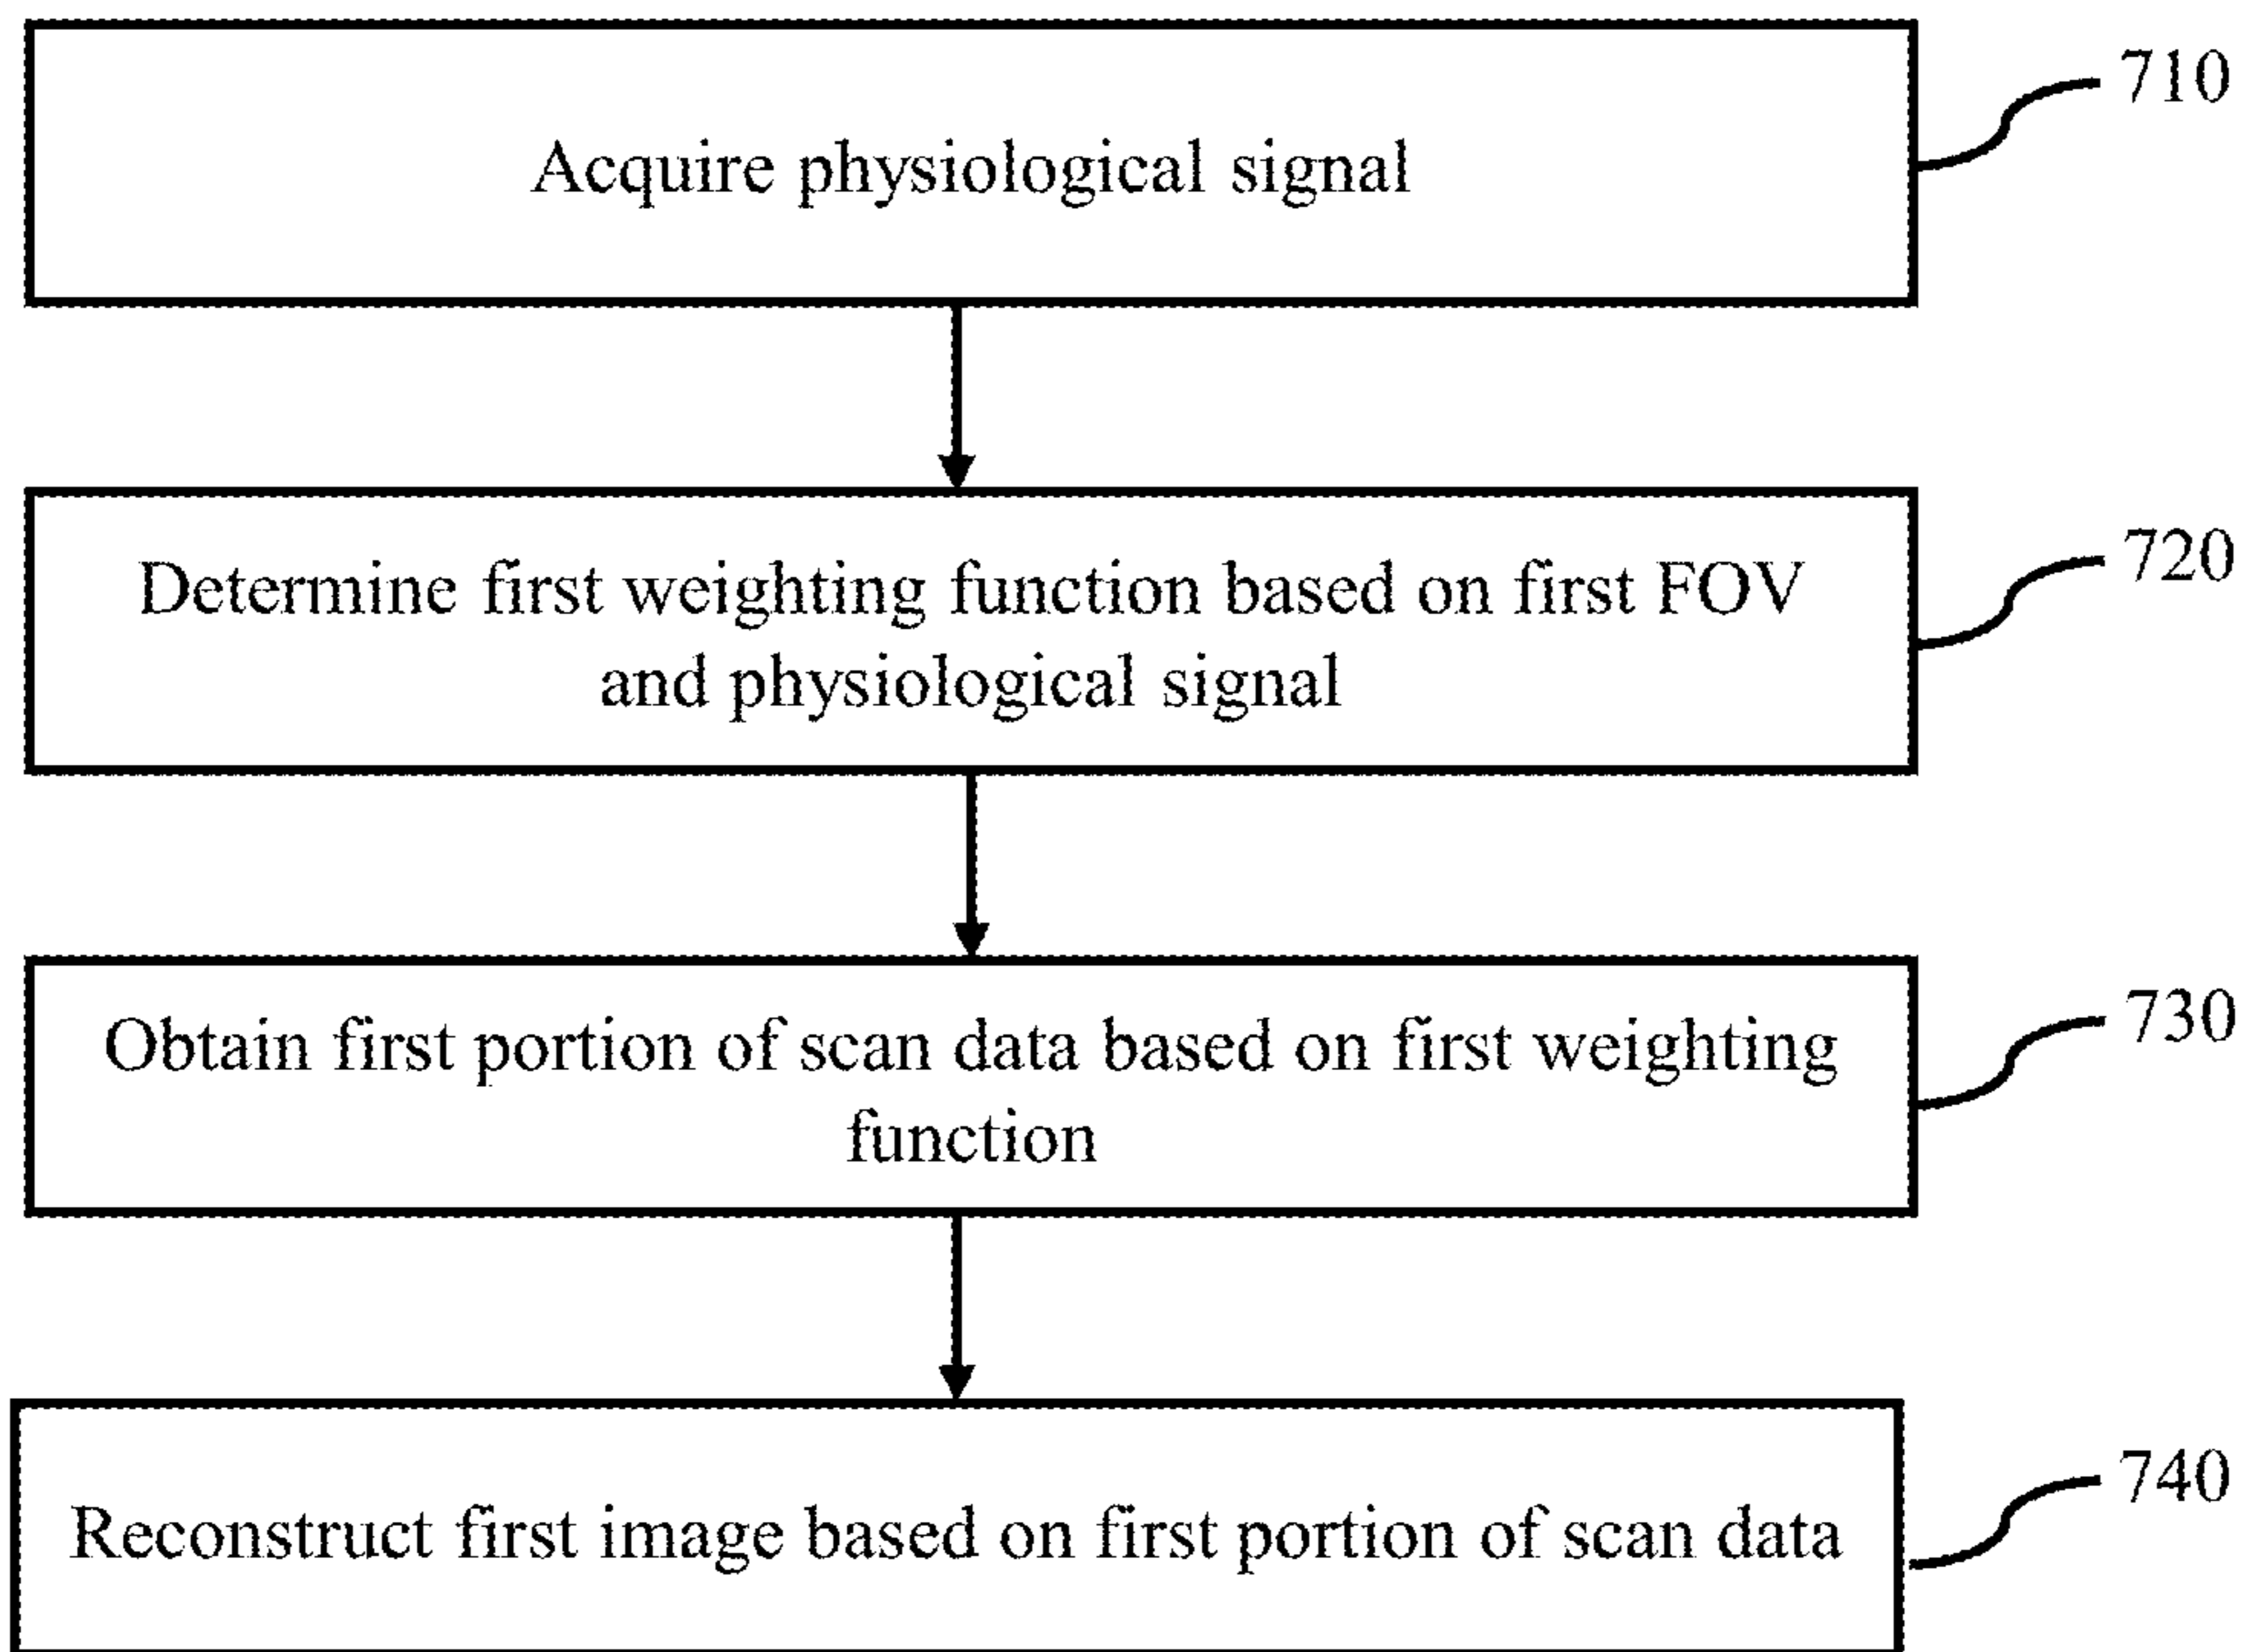 Acquire physiological signal
710
Determine first weighting function based on first FOV
and physiological signal
720
Obtain first portion of scan data based on first weighting
function
730
Reconstruct first image based on first portion of scan data
740